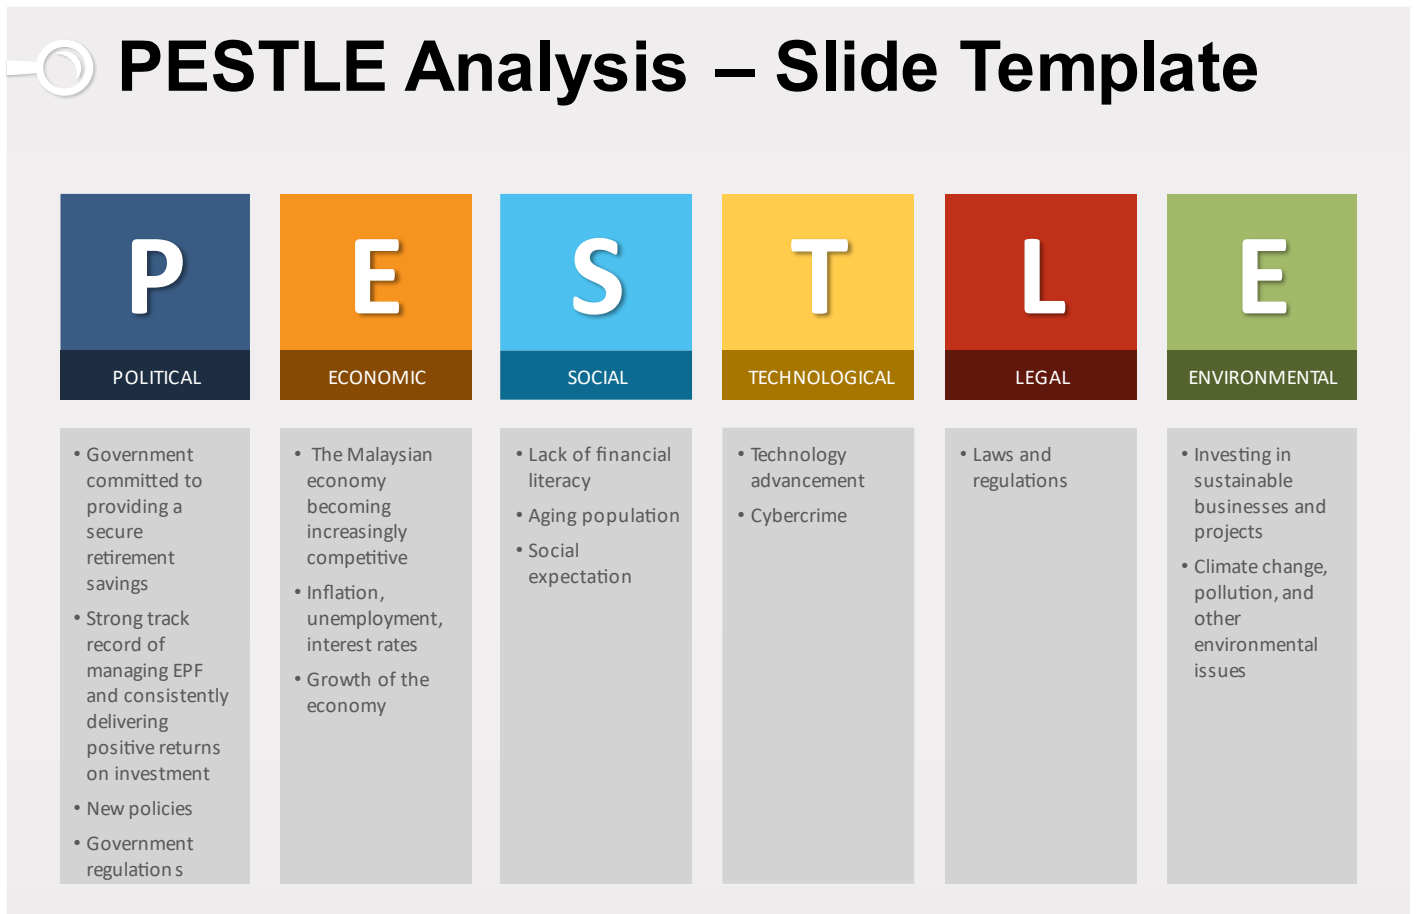 PESTLE Analysis – Slide Template
P
POLITICAL
• Government
committed to
providing a
secure
retirement
savings
• Strong track
record of
managing EPF
and consistently
delivering
positive returns
on investment
• New policies
• Government
regulations
E
ECONOMIC
• The Malaysian
economy
becoming
increasingly
competitive
• Inflation,
unemployment,
interest rates
• Growth of the
economy
S
SOCIAL
• Lack of financial
literacy
• Aging population
• Social
expectation
T
TECHNOLOGICAL
• Technology
advancement
• Cybercrime
L
LEGAL
• Laws and
regulations
E
ENVIRONMENTAL
• Investing in
sustainable
businesses and
projects
• Climate change,
pollution, and
other
environmental
issues